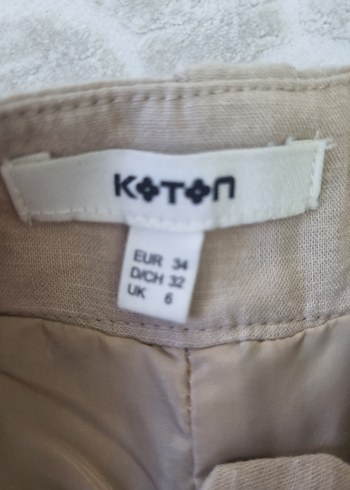 KOTON
EUR 34
D/CH 32
UK 6